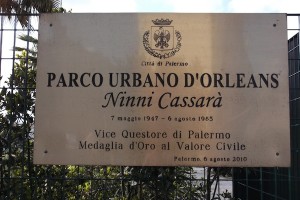 Città di Palermo
PARCO URBANO D'ORLEANS
Ninni Cassarà
7 maggio 1947 - 6 agosto 1985
Vice Questore di Palermo
Medaglia d'Oro al Valore Civile
Palermo, 6 agosto 2010